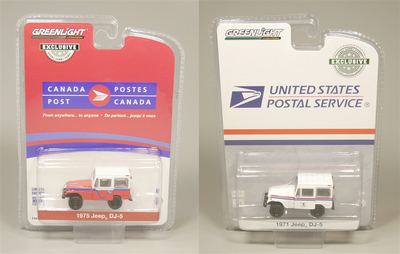 GREENLIGHT
EXCLUSIVE
CANADA POSTES
POST CANADA
From anywhere... to anyone • De partout... jusqu'à vous
1975 Jeep® DJ-5
GREENLIGHT
EXCLUSIVE
UNITED STATES
POSTAL SERVICE®
1971 Jeep® DJ-5